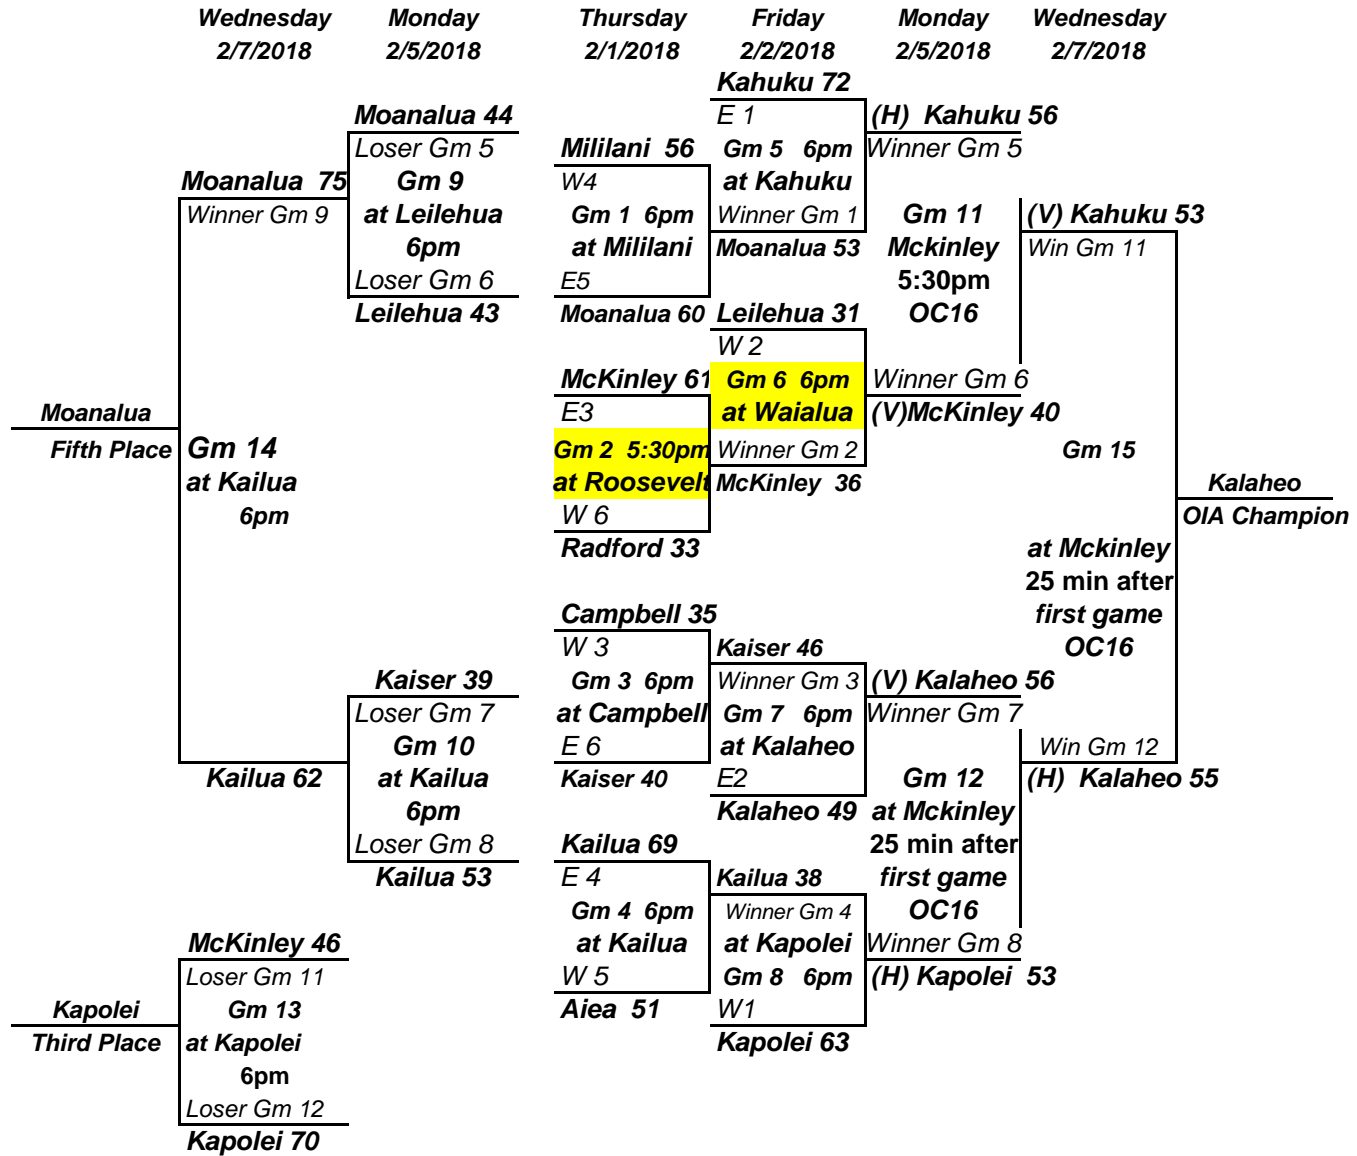 Wednesday Monday Thursday Friday Monday Wednesday
2/7/2018 2/5/2018 2/1/2018 2/2/2018 2/5/2018 2/7/2018
Kahuku 72
Moanalua 44 E 1 (H) Kahuku 56
Loser Gm 5 Mililani 56 Gm 5 6pm Winner Gm 5
Moanalua 75 Gm 9 W4 at Kahuku
Winner Gm 9 at Leilehua Gm 1 6pm Winner Gm 1 Gm 11 (V) Kahuku 53
6pm at Mililani Moanalua 53 Mckinley Win Gm 11
Loser Gm 6 E5 5:30pm
Leilehua 43 Moanalua 60 Leilehua 31 OC16
W 2
McKinley 61 Gm 6 6pm Winner Gm 6
Moanalua E3 at Waialua (V)McKinley 40
Fifth Place Gm 14 Gm 2 5:30pm Winner Gm 2 Gm 15
at Kailua at Roosevelt McKinley 36 Kalaheo
6pm W 6 OIA Champion
Radford 33 at Mckinley
25 min after
Campbell 35 first game
W 3 Kaiser 46 OC16
Kaiser 39 Gm 3 6pm Winner Gm 3 (V) Kalaheo 56
Loser Gm 7 at Campbell Gm 7 6pm Winner Gm 7
Gm 10 E 6 at Kalaheo Win Gm 12
Kailua 62 at Kailua Kaiser 40 E2 Gm 12 (H) Kalaheo 55
6pm Kalaheo 49 at Mckinley
Loser Gm 8 Kailua 69 25 min after
Kailua 53 E 4 Kailua 38 first game
Gm 4 6pm Winner Gm 4 OC16
McKinley 46 at Kailua at Kapolei Winner Gm 8
Loser Gm 11 W 5 Gm 8 6pm (H) Kapolei 53
Kapolei Gm 13 Aiea 51 W1
Third Place at Kapolei Kapolei 63
6pm
Loser Gm 12
Kapolei 70